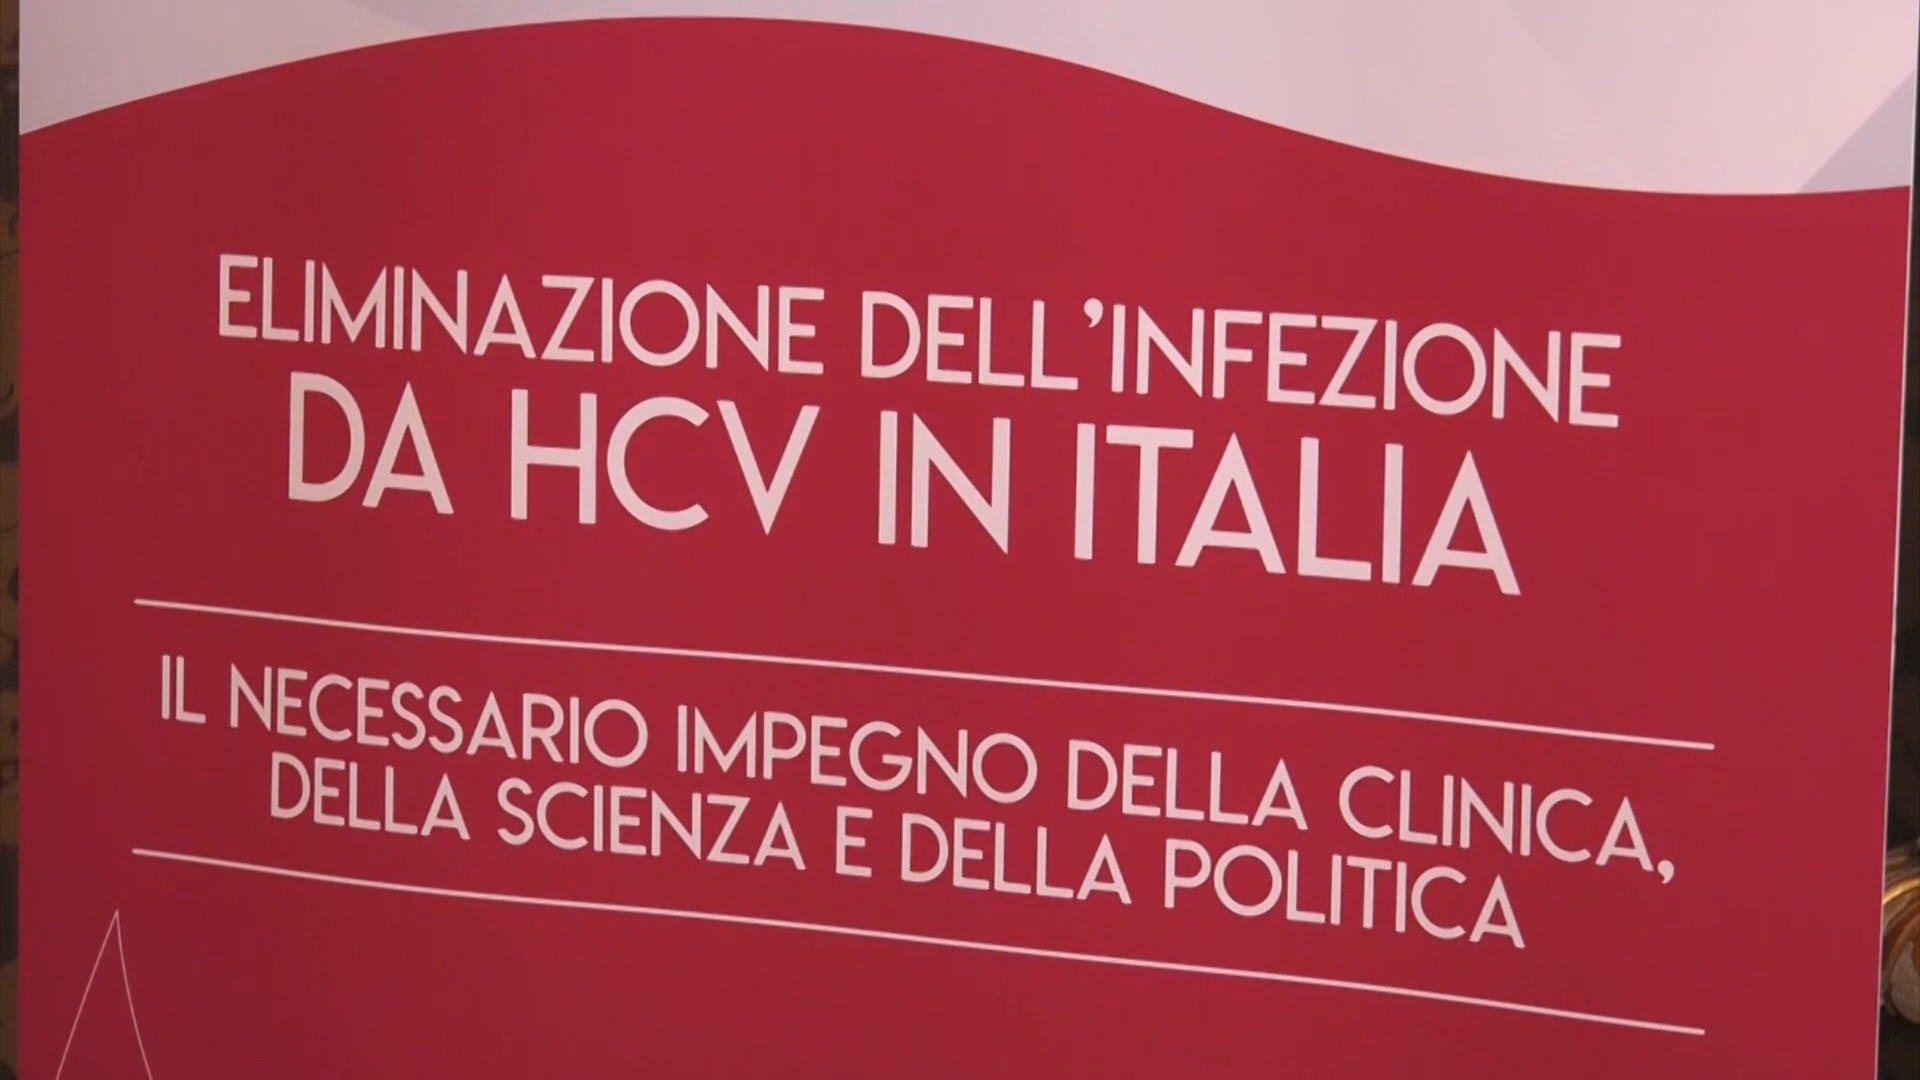 ELIMINAZIONE DELL'INFEZIONE
DA HCV IN ITALIA
IL NECESSARIO IMPEGNO DELLA CLINICA,
DELLA SCIENZA E DELLA POLITICA